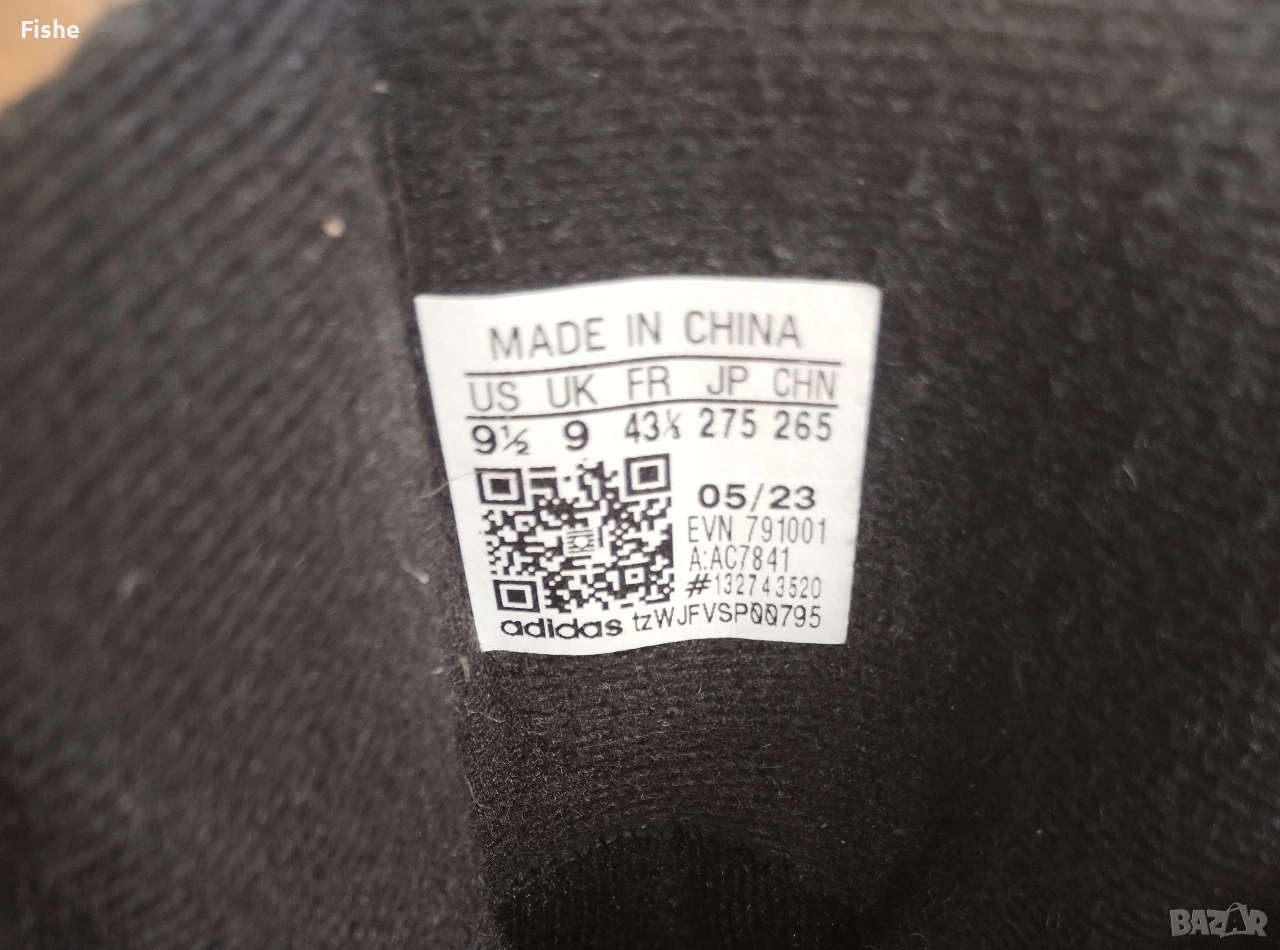 Fishe
MADE IN CHINA
US UK FR JP CHN
9½ 9 43⅓ 275 265
05/23
EVN 791001
A:AC7841
#132743520
adidas tzWJFVSP00795
BAZAR